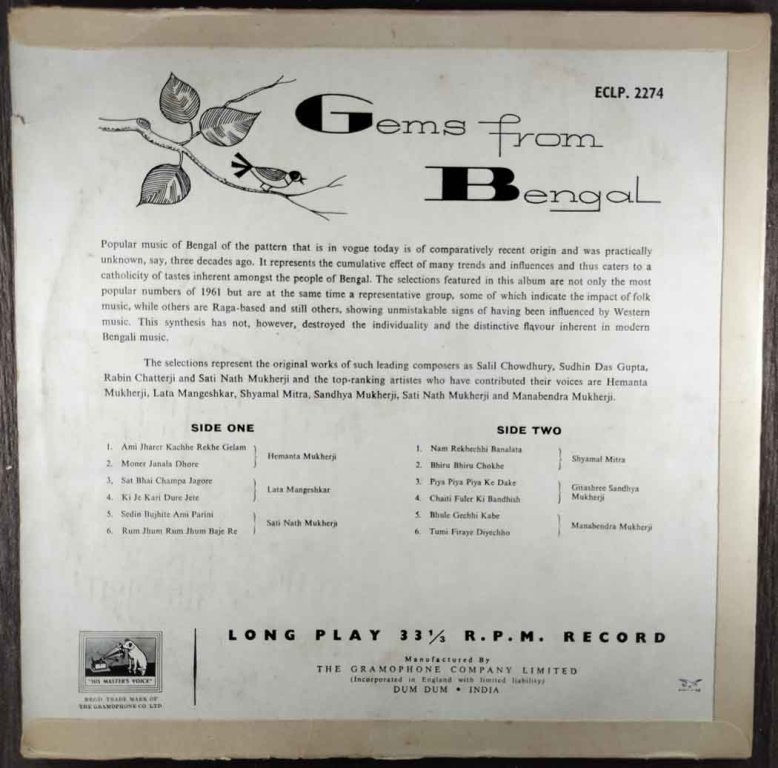 ECLP. 2274
Gems from
Bengal
Popular music of Bengal of the pattern that is in vogue today is of comparatively recent origin and was practically
unknown, say, three decades ago. It represents the cumulative effect of many trends and influences and thus caters to a
catholicity of tastes inherent amongst the people of Bengal. The selections featured in this album are not only the most
popular numbers of 1961 but are at the same time a representative group, some of which indicate the impact of folk
music, while others are Raga-based and still others, showing unmistakable signs of having been influenced by Western
music. This synthesis has not, however, destroyed the individuality and the distinctive flavour inherent in modern
Bengali music.
The selections represent the original works of such leading composers as Salil Chowdhury, Sudhin Das Gupta,
Rabin Chatterji and Sati Nath Mukherji and the top-ranking artistes who have contributed their voices are Hemanta
Mukherji, Lata Mangeshkar, Shyamal Mitra, Sandhya Mukherji, Sati Nath Mukherji and Manabendra Mukherji.
SIDE ONE
1. Ami Jharer Kachhe Rekhe Gelam
2. Moner Janala Dhore
Hemanta Mukherji
3. Sat Bhai Champa Jagore
4. Ki Je Kari Dure Jete
Lata Mangeshkar
5. Sedin Bujhite Ami Parini
6. Rum Jhum Rum Jhum Baje Re
Sati Nath Mukherji
SIDE TWO
1. Nam Rekhechhi Banalata
2. Bhiru Bhiru Chokhe
Shyamal Mitra
3. Piya Piya Piya Ke Dake
4. Chaiti Fuler Ki Bandhish
Gitashree Sandhya
Mukherji
5. Bhule Gechhi Kabe
6. Tumi Firaye Diyechho
Manabendra Mukherji
LONG PLAY 33⅓ R.P.M. RECORD
Manufactured By
THE GRAMOPHONE COMPANY LIMITED
(Incorporated in England with limited liability)
DUM DUM • INDIA
"HIS MASTER'S VOICE"
REGD TRADE MARK OF
THE GRAMOPHONE CO LTD